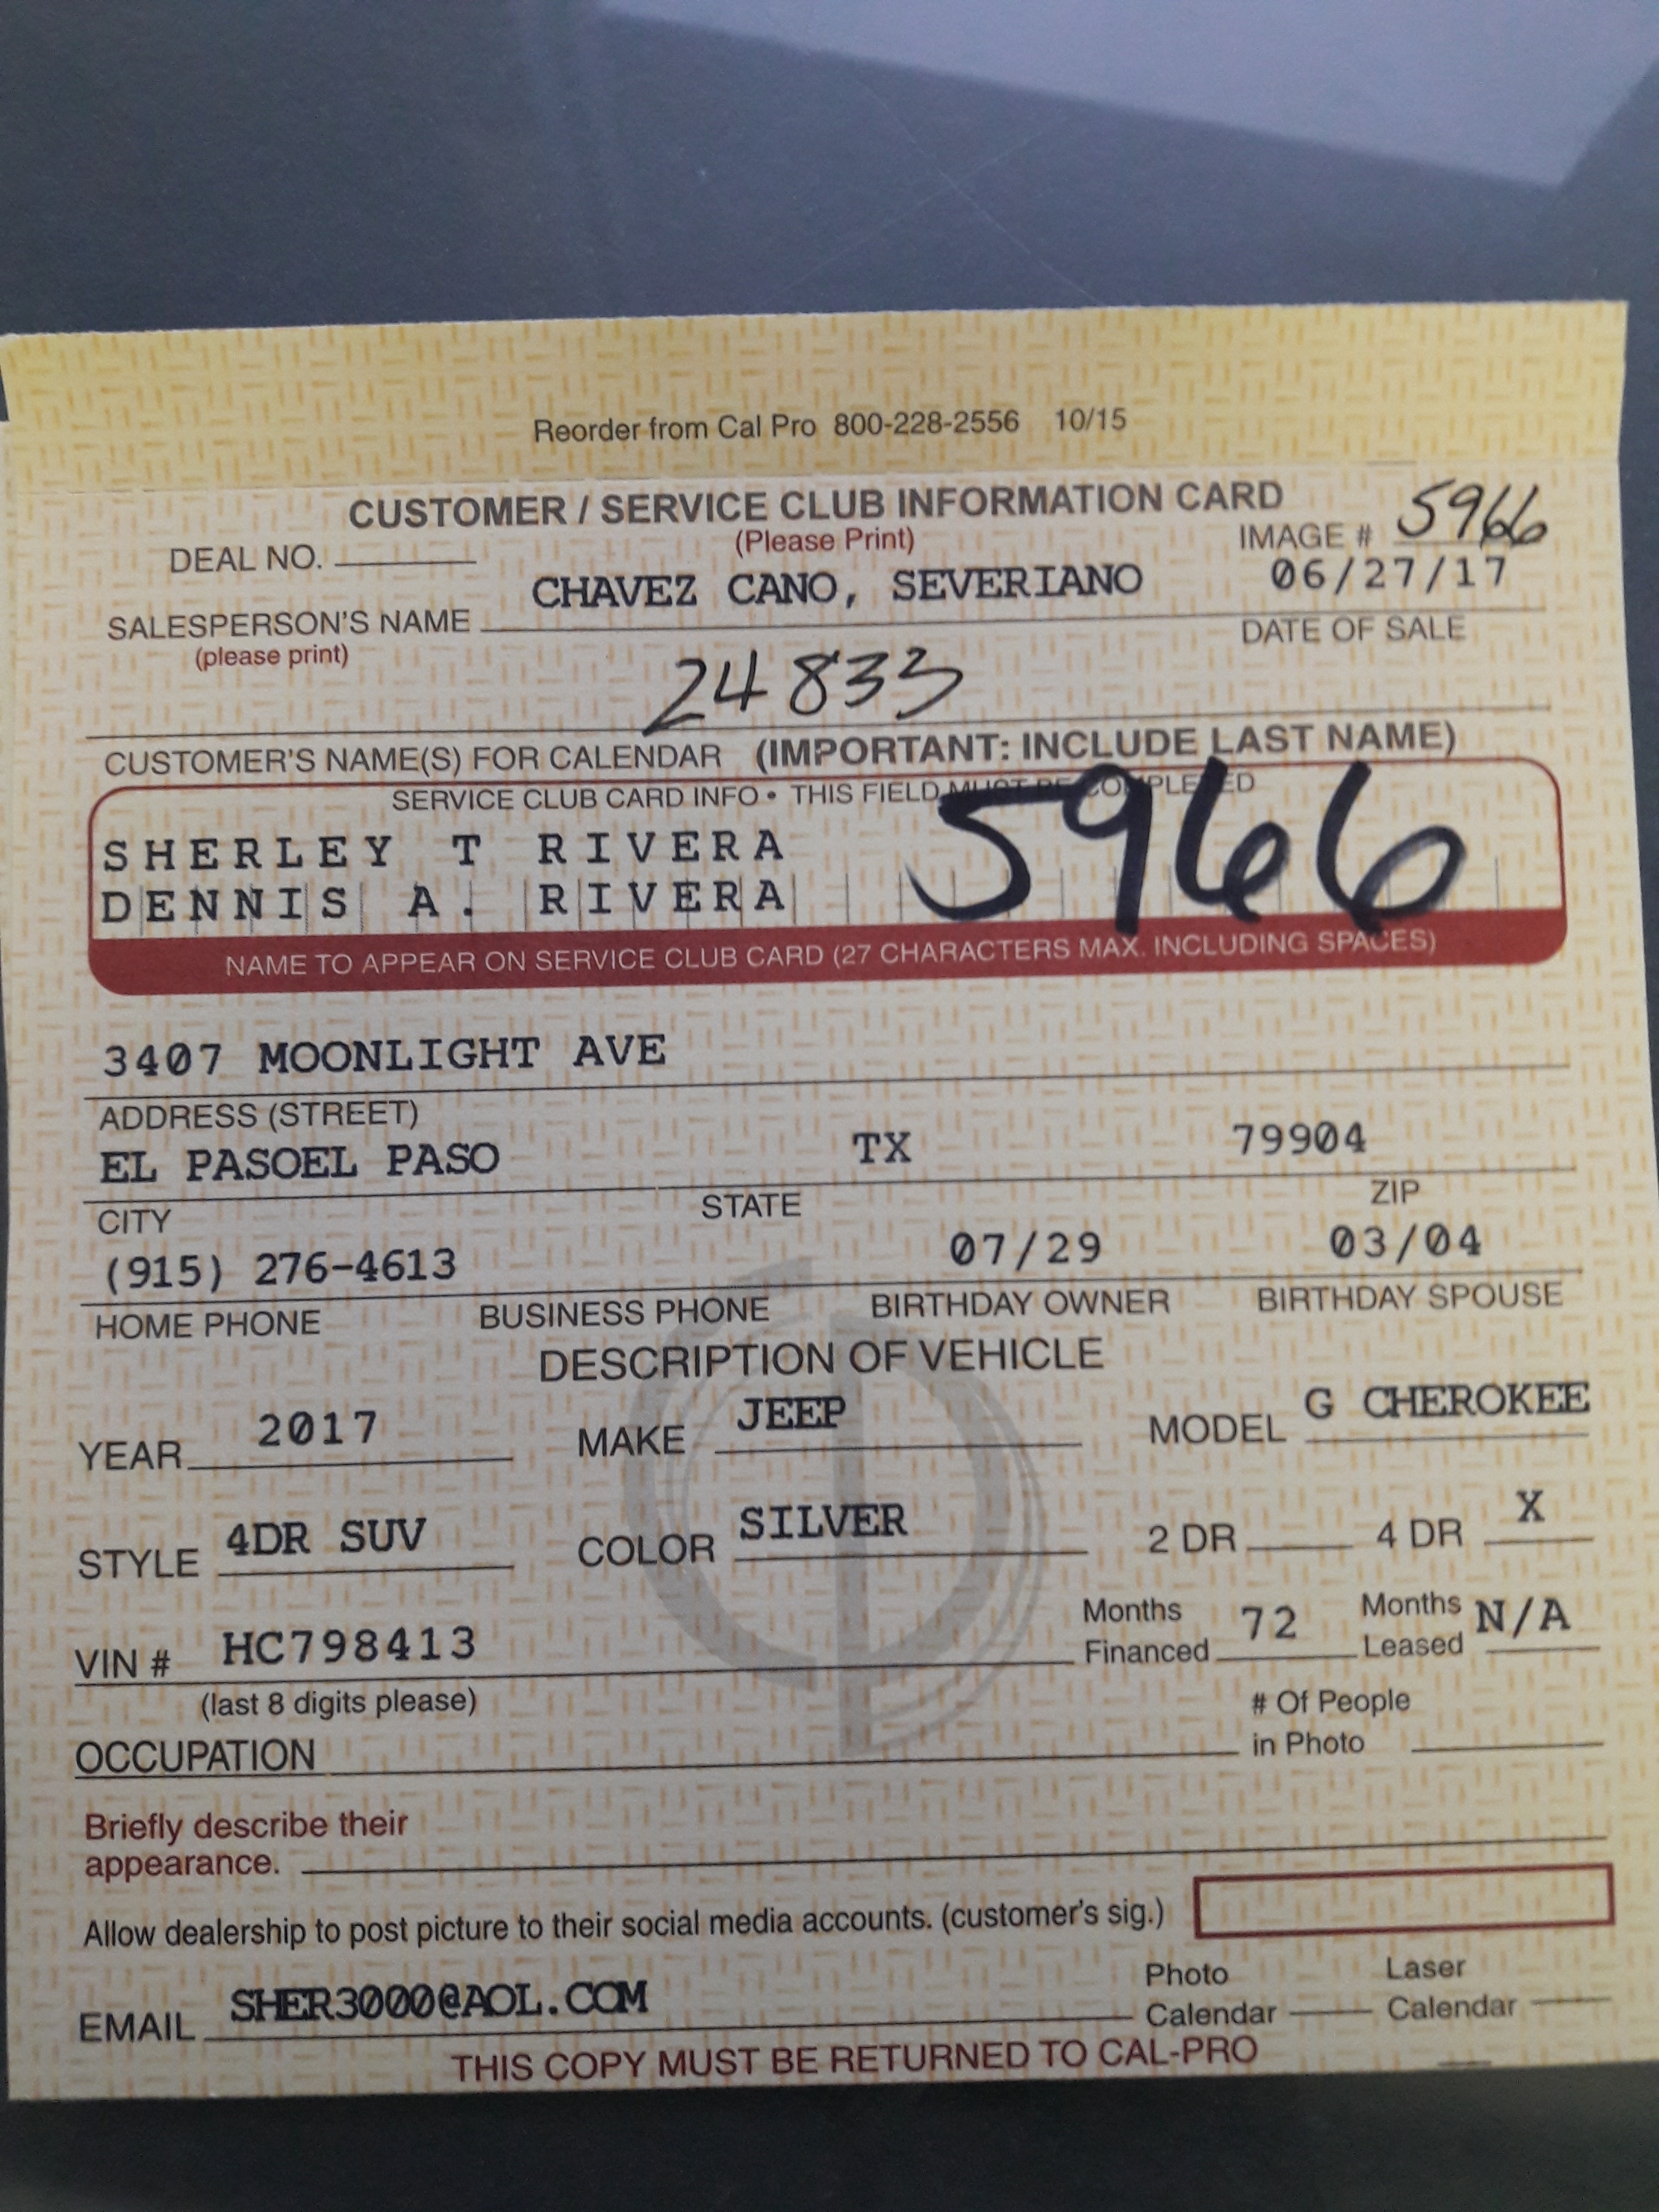 Reorder from Cal Pro 800-228-2556 10/15
CUSTOMER / SERVICE CLUB INFORMATION CARD
(Please Print)
IMAGE # 5966
DEAL NO.
CHAVEZ CANO, SEVERIANO 06/27/17
SALESPERSON'S NAME DATE OF SALE
(please print)
24833
CUSTOMER'S NAME(S) FOR CALENDAR (IMPORTANT: INCLUDE LAST NAME)
SERVICE CLUB CARD INFO • THIS FIELD MUST BE COMPLETED
SHERLEY T RIVERA
DENNIS A. RIVERA
5966
NAME TO APPEAR ON SERVICE CLUB CARD (27 CHARACTERS MAX. INCLUDING SPACES)
3407 MOONLIGHT AVE
ADDRESS (STREET)
EL PASOEL PASO TX 79904
CITY STATE ZIP
(915) 276-4613 07/29 03/04
HOME PHONE BUSINESS PHONE BIRTHDAY OWNER BIRTHDAY SPOUSE
DESCRIPTION OF VEHICLE
YEAR 2017 MAKE JEEP MODEL G CHEROKEE
STYLE 4DR SUV COLOR SILVER 2 DR 4 DR X
VIN # HC798413 Months Financed 72 Months Leased N/A
(last 8 digits please)
OCCUPATION # Of People in Photo
Briefly describe their
appearance.
Allow dealership to post picture to their social media accounts. (customer's sig.)
EMAIL SHER3000@AOL.COM Photo Calendar Laser Calendar
THIS COPY MUST BE RETURNED TO CAL-PRO